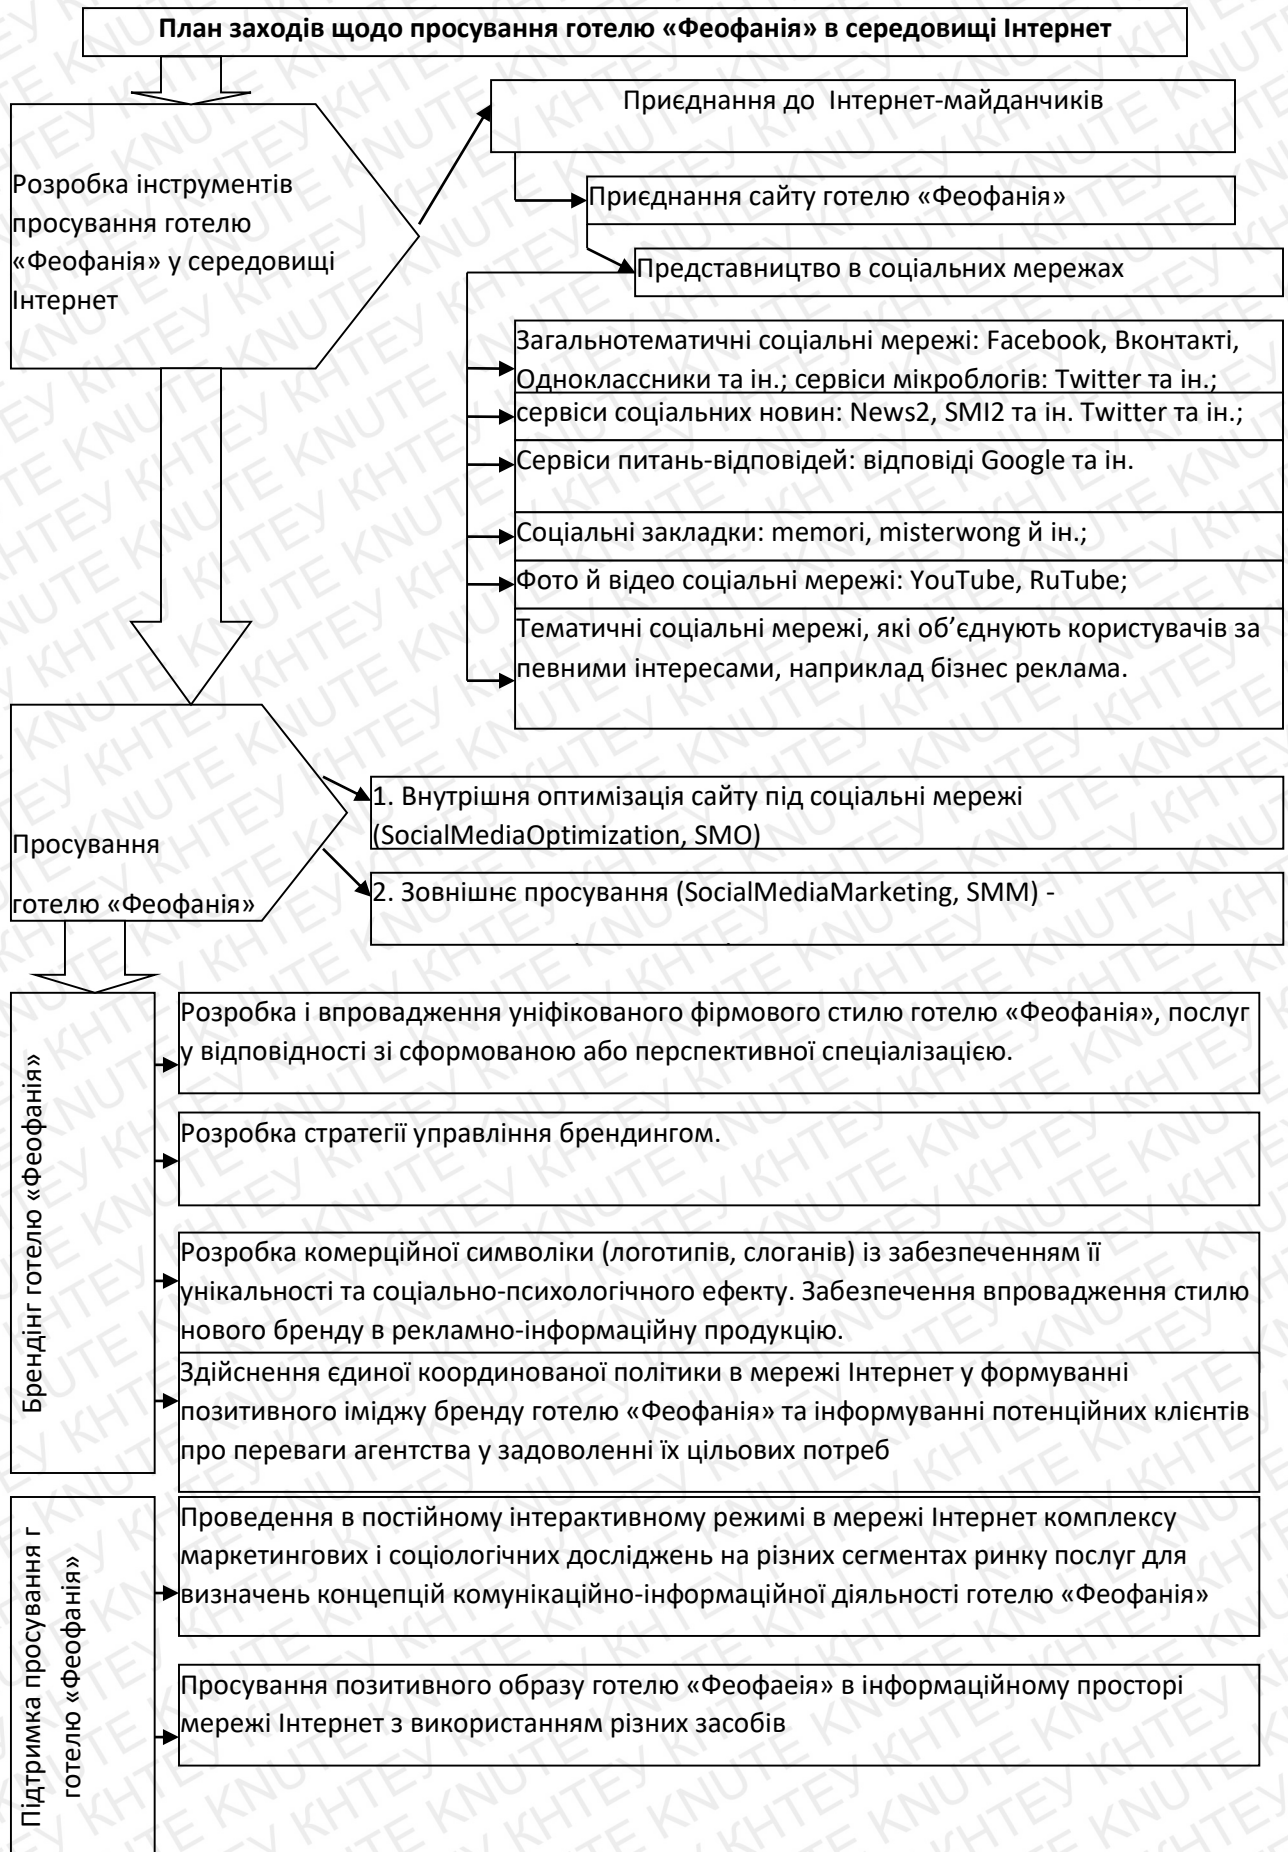 План заходів щодо просування готелю «Феофанія» в середовищі Інтернет
Розробка інструментів
просування готелю
«Феофанія» у середовищі
Інтернет
Приєднання до Інтернет-майданчиків
Приєднання сайту готелю «Феофанія»
Представництво в соціальних мережах
Загальнотематичні соціальні мережі: Facebook, Вконтакті,
Одноклассники та ін.; сервіси мікроблогів: Twitter та ін.;
сервіси соціальних новин: News2, SMI2 та ін. Twitter та ін.;
Сервіси питань-відповідей: відповіді Google та ін.
Соціальні закладки: memori, misterwong й ін.;
Фото й відео соціальні мережі: YouTube, RuTube;
Тематичні соціальні мережі, які об’єднують користувачів за
певними інтересами, наприклад бізнес реклама.
Просування
готелю «Феофанія»
1. Внутрішня оптимізація сайту під соціальні мережі
(SocialMediaOptimization, SMO)
2. Зовнішнє просування (SocialMediaMarketing, SMM) -
Брендінг готелю «Феофанія»
Розробка і впровадження уніфікованого фірмового стилю готелю «Феофанія», послуг
у відповідності зі сформованою або перспективної спеціалізацією.
Розробка стратегії управління брендингом.
Розробка комерційної символіки (логотипів, слоганів) із забезпеченням її
унікальності та соціально-психологічного ефекту. Забезпечення впровадження стилю
нового бренду в рекламно-інформаційну продукцію.
Здійснення єдиної координованої політики в мережі Інтернет у формуванні
позитивного іміджу бренду готелю «Феофанія» та інформуванні потенційних клієнтів
про переваги агентства у задоволенні їх цільових потреб
Підтримка просування г
готелю «Феофанія»
Проведення в постійному інтерактивному режимі в мережі Інтернет комплексу
маркетингових і соціологічних досліджень на різних сегментах ринку послуг для
визначень концепцій комунікаційно-інформаційної діяльності готелю «Феофанія»
Просування позитивного образу готелю «Феофаеія» в інформаційному просторі
мережі Інтернет з використанням різних засобів